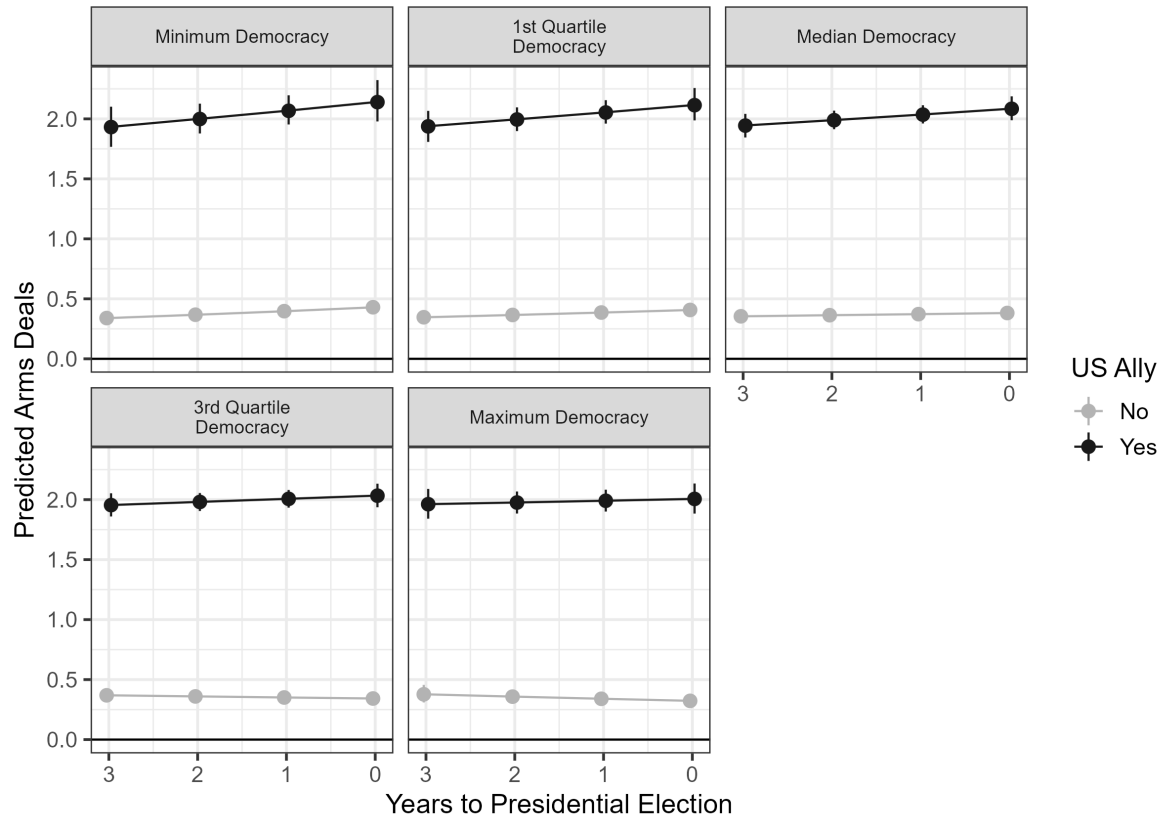 Minimum Democracy
1st Quartile
Democracy
Median Democracy
2.0
1.5
1.0
0.5
0.0
3 2 1 0
3rd Quartile
Democracy
Maximum Democracy
2.0
1.5
1.0
0.5
0.0
3 2 1 0
3 2 1 0
Predicted Arms Deals
Years to Presidential Election
US Ally
No
Yes